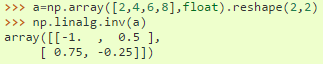 >>> a=np.array([2,4,6,8],float).reshape(2,2)
>>> np.linalg.inv(a)
array([[-1.  ,  0.5 ],
       [ 0.75, -0.25]])